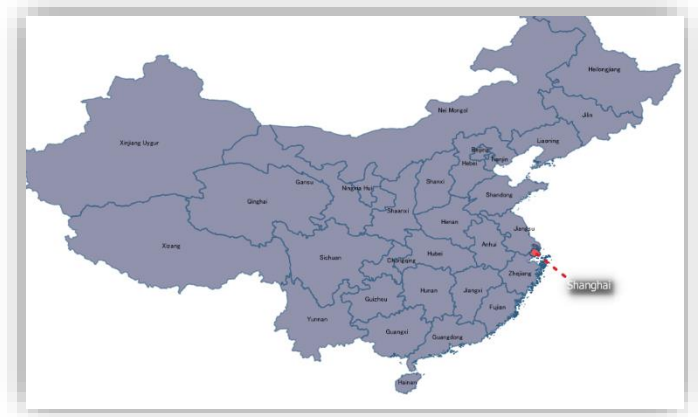 Heilongjiang
Nei Mongol
Jilin
Xinjiang Uygur
Liaoning
Beijing
Tianjin
Hebei
Gansu
Ningxia Hui
Shanxi
Shandong
Qinghai
Shaanxi
Henan
Jiangsu
Xizang
Anhui
Sichuan
Chongqing
Hubei
Zhejiang
Shanghai
Hunan
Jiangxi
Guizhou
Fujian
Yunnan
Guangxi
Guangdong
Hainan